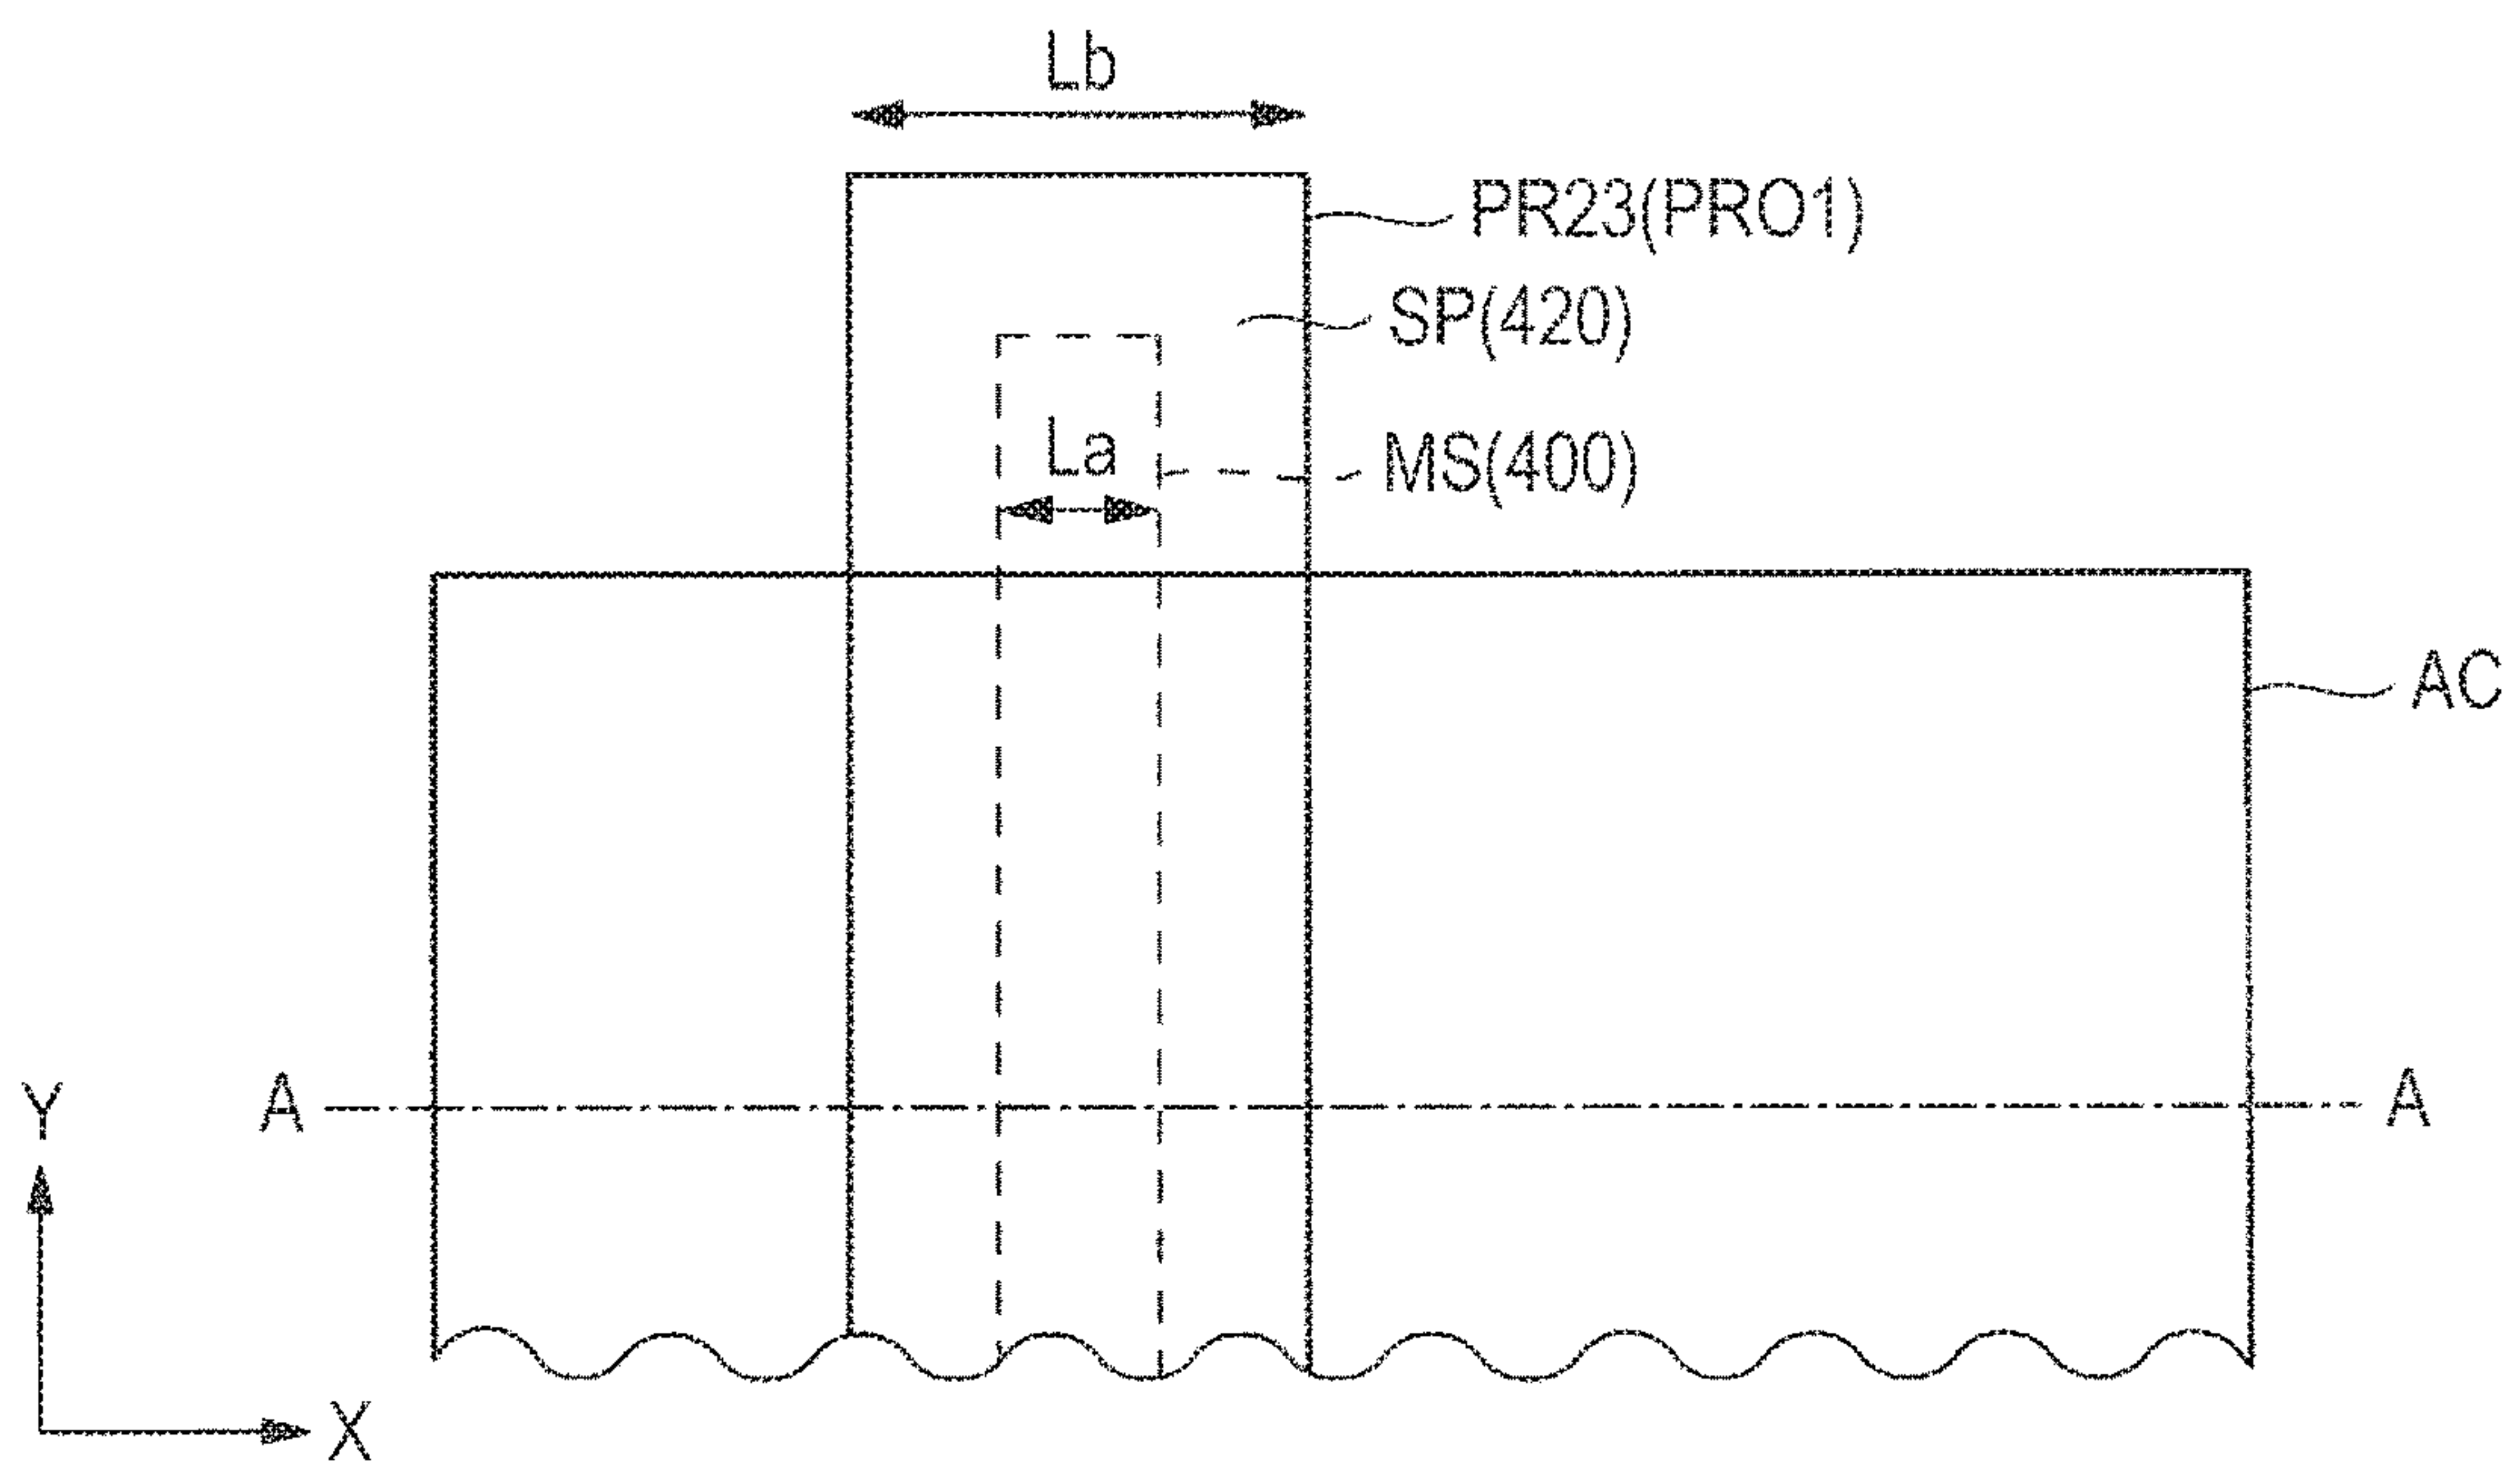 Lb
PR23(PRO1)
SP(420)
La
MS(400)
AC
Y
A
A
X